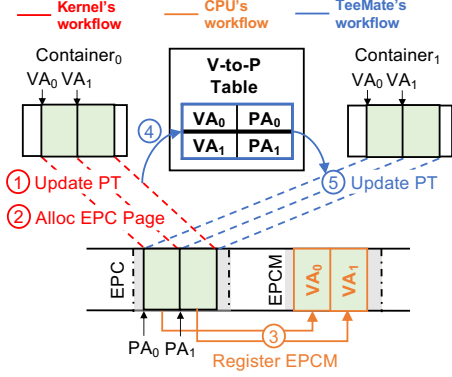 Kernel's workflow
CPU's workflow
TeeMate's workflow
Container0
VA0 VA1
V-to-P Table
VA0 PA0
VA1 PA1
Container1
VA0 VA1
④
① Update PT
② Alloc EPC Page
⑤ Update PT
EPC
EPCM
VA0
VA1
PA0 PA1
③
Register EPCM